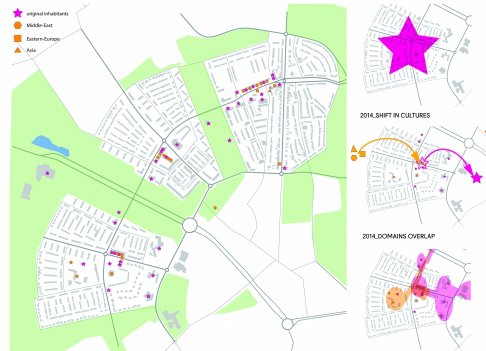 original inhabitants
Middle-East
Eastern-Europe
Asia
2014_SHIFT IN CULTURES
2014_DOMAINS OVERLAP